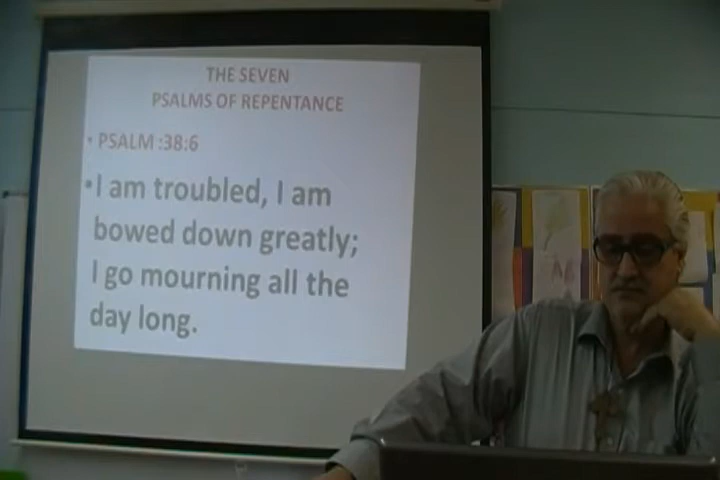 THE SEVEN
PSALMS OF REPENTANCE
• PSALM :38:6
•I am troubled, I am
bowed down greatly;
I go mourning all the
day long.